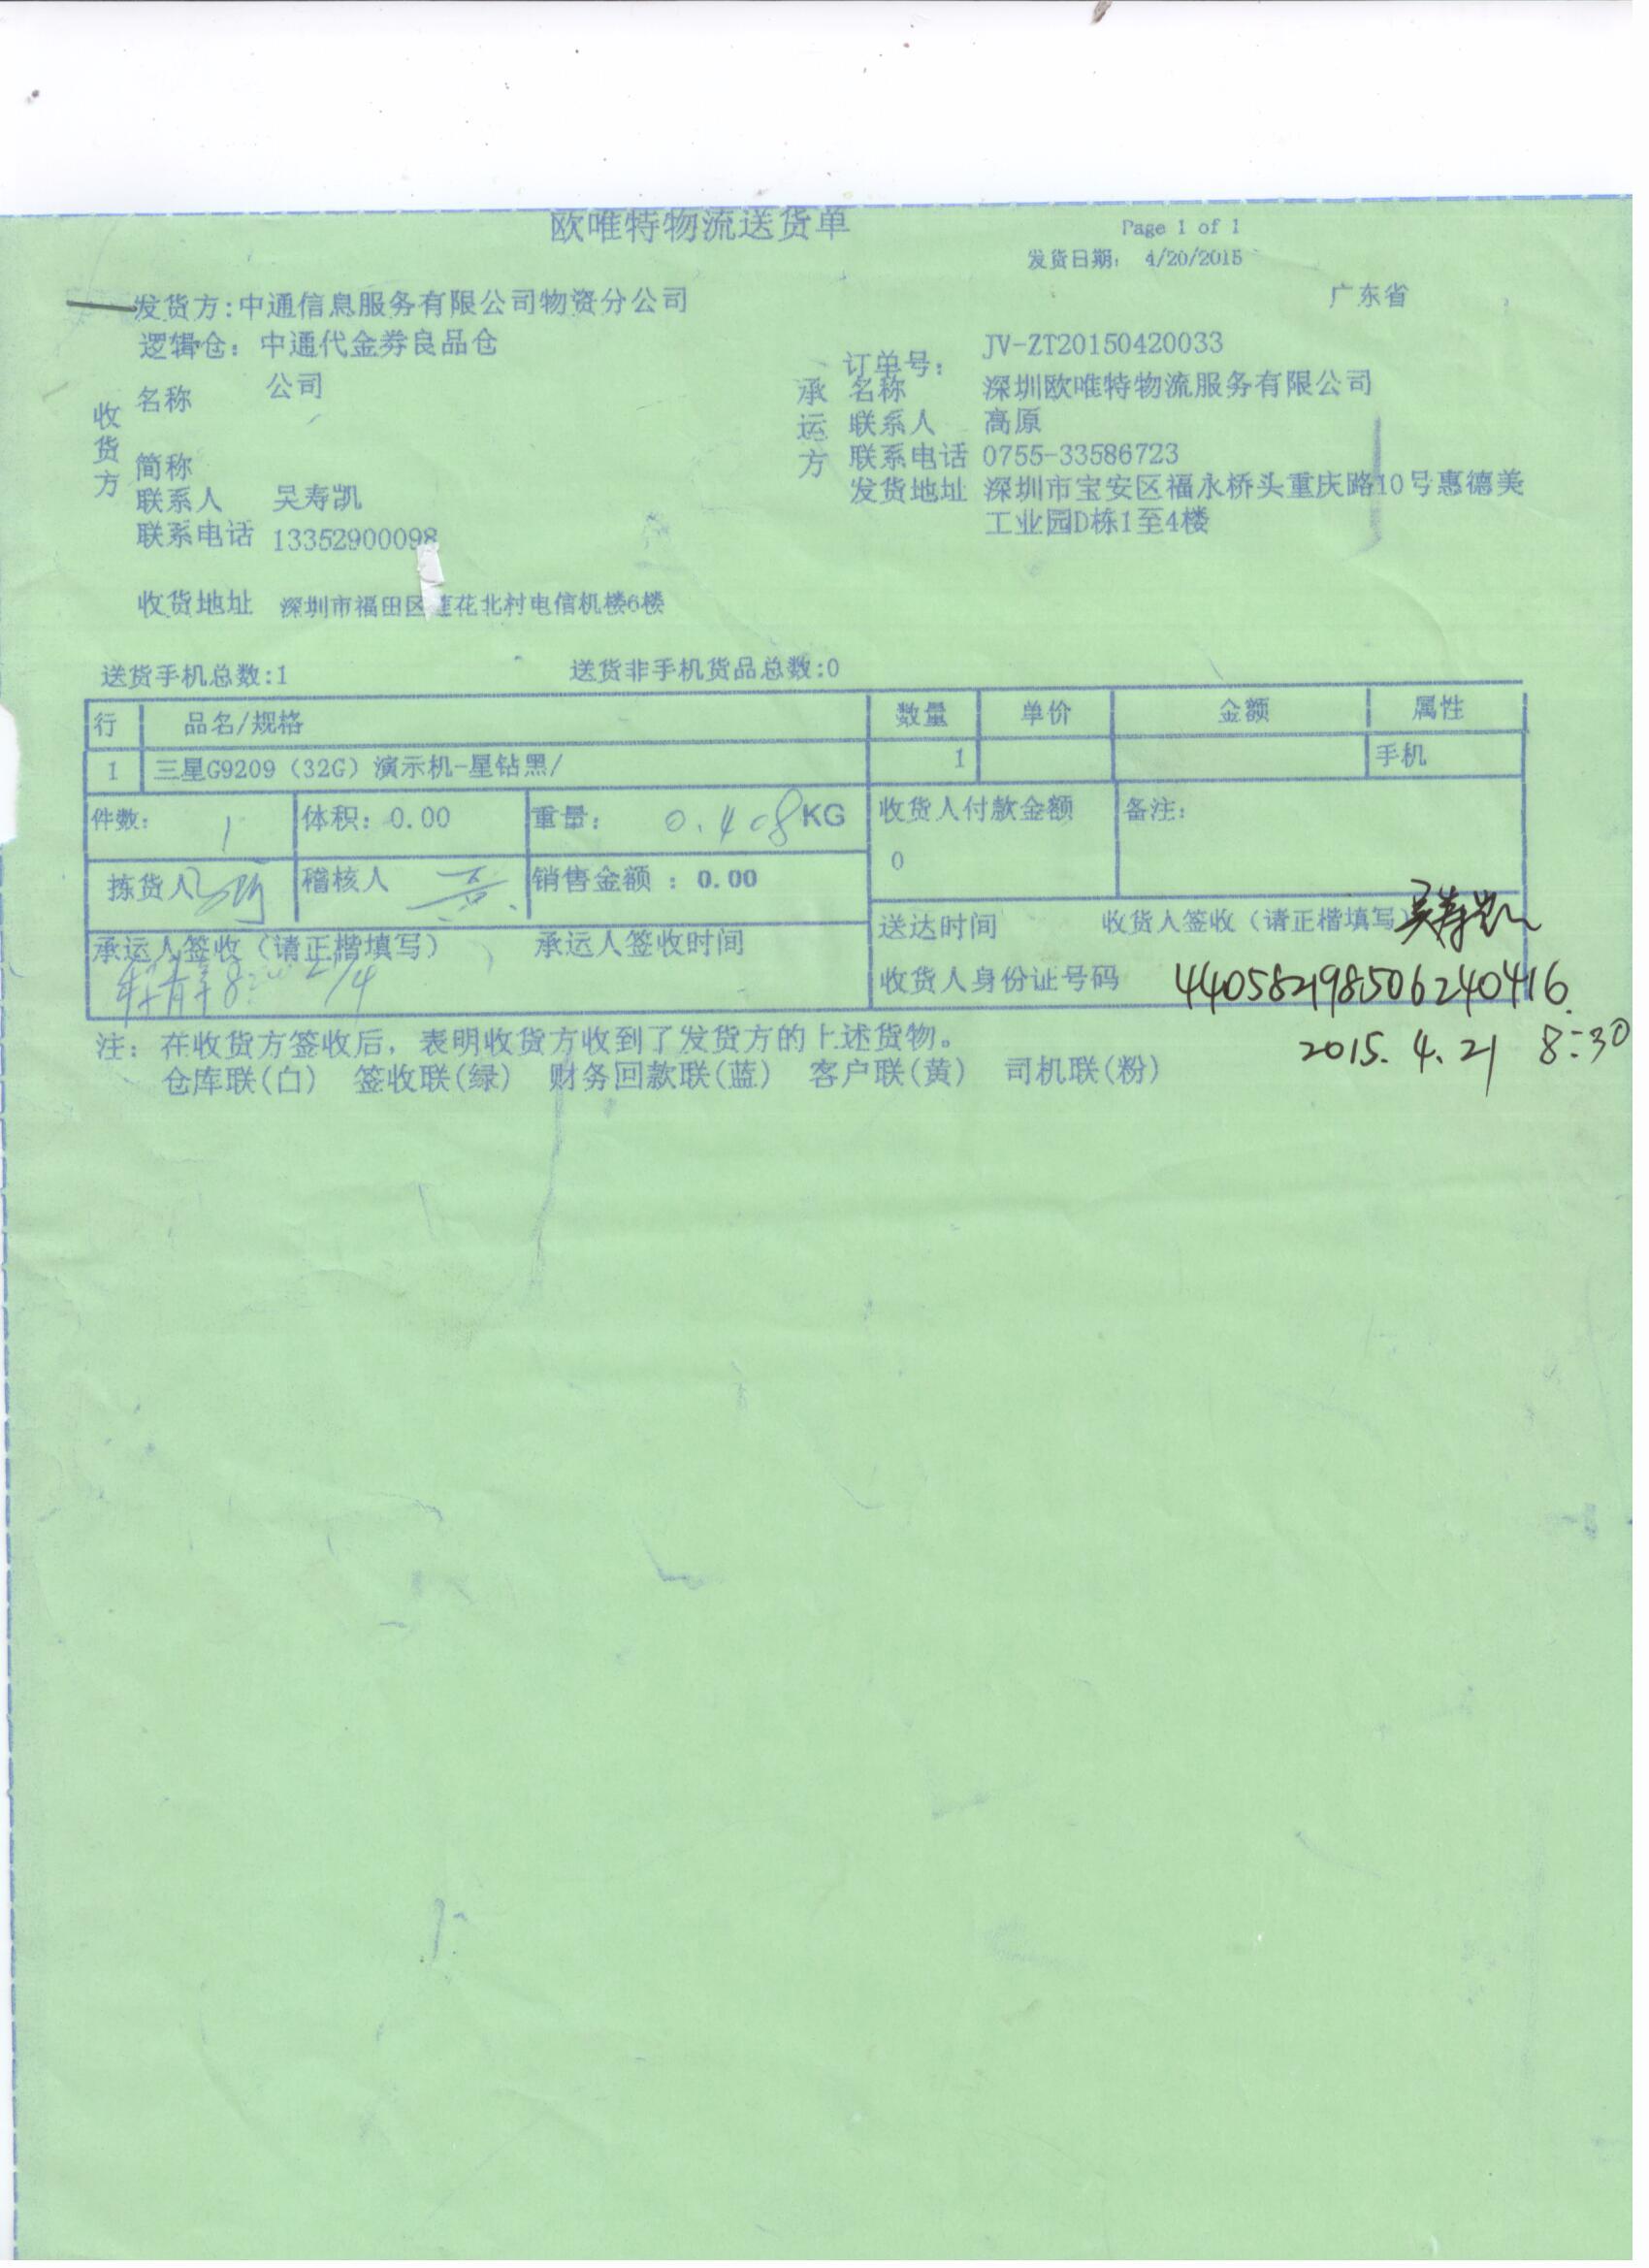 欧唯特物流送货单
Page 1 of 1
发货日期: 4/20/2015
广东省
发货方:中通信息服务有限公司物资分公司
逻辑仓: 中通代金券良品仓
订单号: JV-ZT20150420033
收货方
名称 公司
简称
联系人 吴寿凯
联系电话 13352900098
收货地址 深圳市福田区莲花北村电信机楼6楼
承运方
名称 深圳欧唯特物流服务有限公司
联系人 高原
联系电话 0755-33586723
发货地址 深圳市宝安区福永桥头重庆路10号惠德美
工业园D栋1至4楼
送货手机总数:1 送货非手机货品总数:0
行 品名/规格 数量 单价 金额 属性
1 三星G9209（32G）演示机-星钻黑/ 1 手机
件数: 1 体积: 0.00 重量: 0.408KG
收货人付款金额 备注:
0
拣货人 稽核人 销售金额 : 0.00
送达时间 收货人签收（请正楷填写） 吴寿凯
承运人签收（请正楷填写） 承运人签收时间
收货人身份证号码 440582198506240416
2015.4.21 8:30
注: 在收货方签收后, 表明收货方收到了发货方的上述货物。
仓库联(白) 签收联(绿) 财务回款联(蓝) 客户联(黄) 司机联(粉)